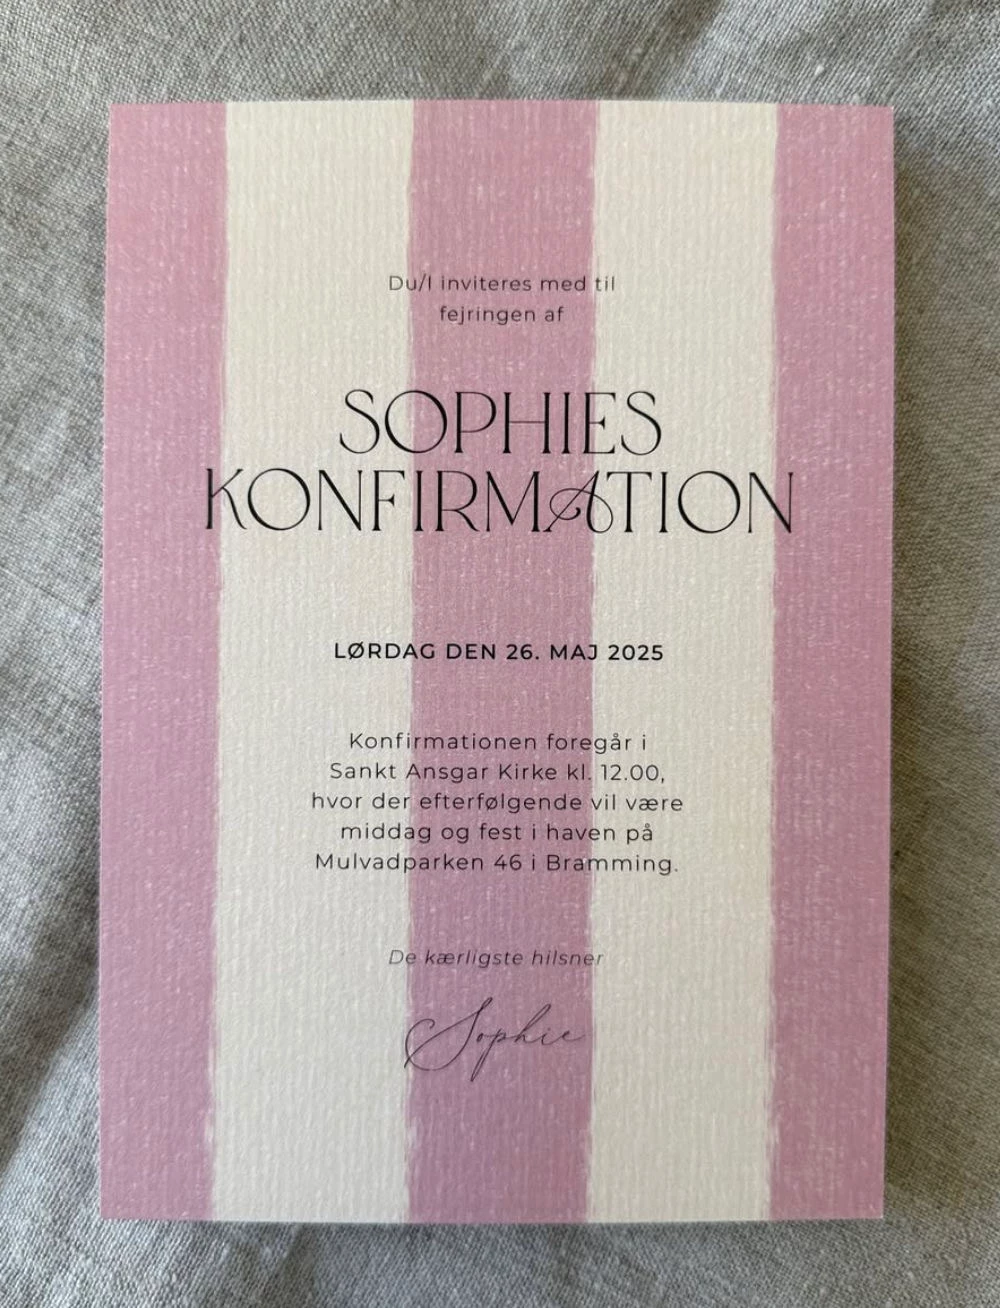 Du/I inviteres med til
fejringen af
SOPHIES
KONFIRMATION
LØRDAG DEN 26. MAJ 2025
Konfirmationen foregår i
Sankt Ansgar Kirke kl. 12.00,
hvor der efterfølgende vil være
middag og fest i haven på
Mulvadparken 46 i Bramming.
De kærligste hilsner
Sophie